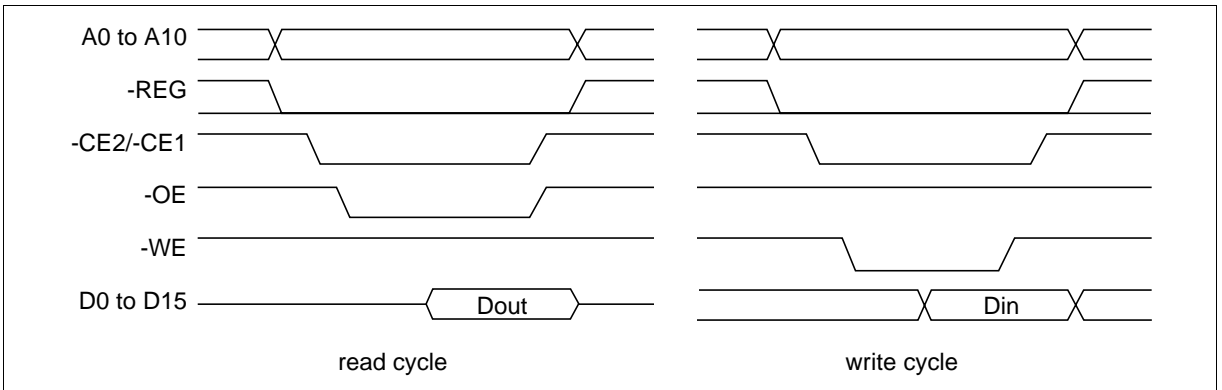 A0 to A10
-REG
-CE2/-CE1
-OE
-WE
D0 to D15
Dout
Din
read cycle
write cycle